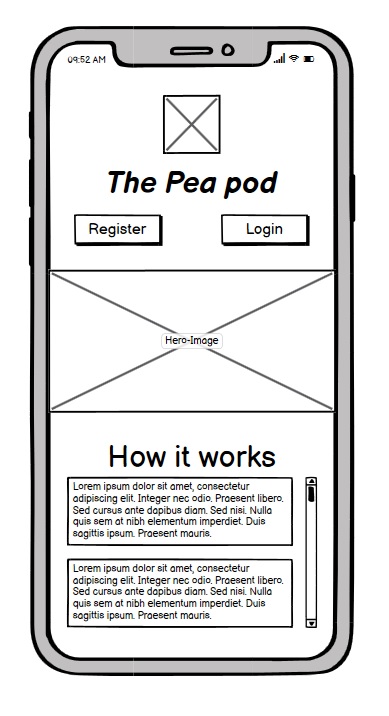 09:52 AM
The Pea pod
Register
Login
Hero-Image
How it works
Lorem ipsum dolor sit amet, consectetur
adipiscing elit. Integer nec odio. Praesent libero.
Sed cursus ante dapibus diam. Sed nisi. Nulla
quis sem at nibh elementum imperdiet. Duis
sagittis ipsum. Praesent mauris.
Lorem ipsum dolor sit amet, consectetur
adipiscing elit. Integer nec odio. Praesent libero.
Sed cursus ante dapibus diam. Sed nisi. Nulla
quis sem at nibh elementum imperdiet. Duis
sagittis ipsum. Praesent mauris.